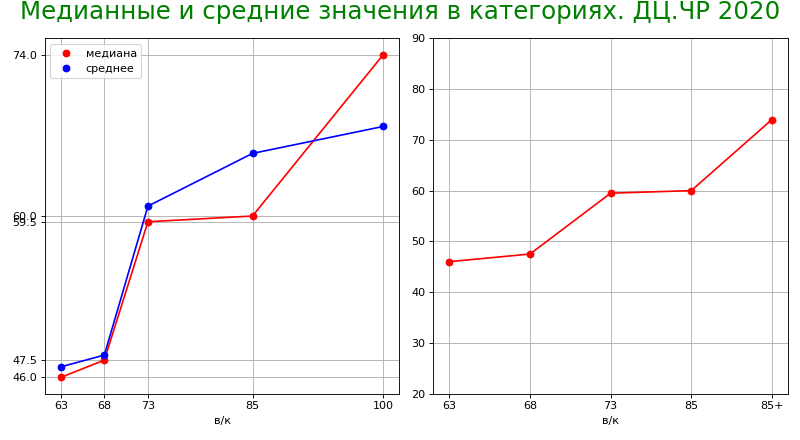 Медианные и средние значения в категориях. ДЦ.ЧР 2020
медиана
среднее
74.0
60.0
59.5
47.5
46.0
63 68 73 85 100
в/к
90
80
70
60
50
40
30
20
63 68 73 85 85+
в/к